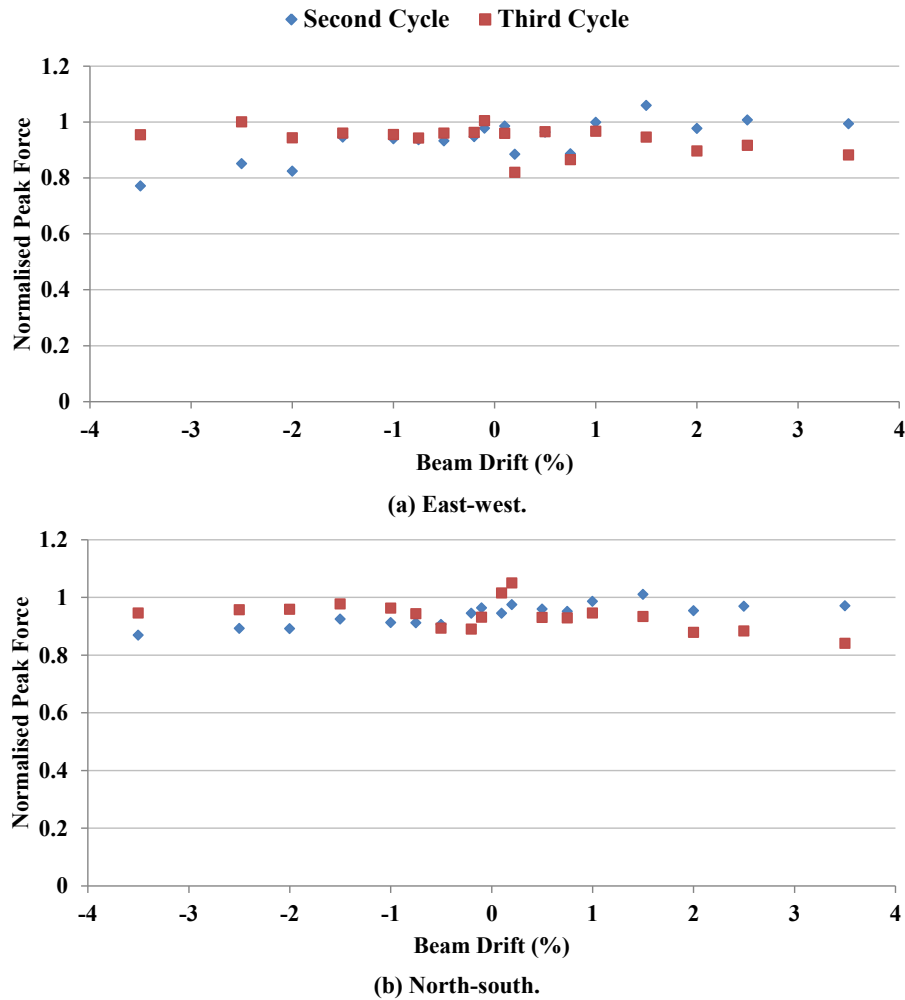 Second Cycle Third Cycle
1.2
1
0.8
0.6
0.4
0.2
0
Normalised Peak Force
-4 -3 -2 -1 0 1 2 3 4
Beam Drift (%)
(a) East-west.
1.2
1
0.8
0.6
0.4
0.2
0
Normalised Peak Force
-4 -3 -2 -1 0 1 2 3 4
Beam Drift (%)
(b) North-south.